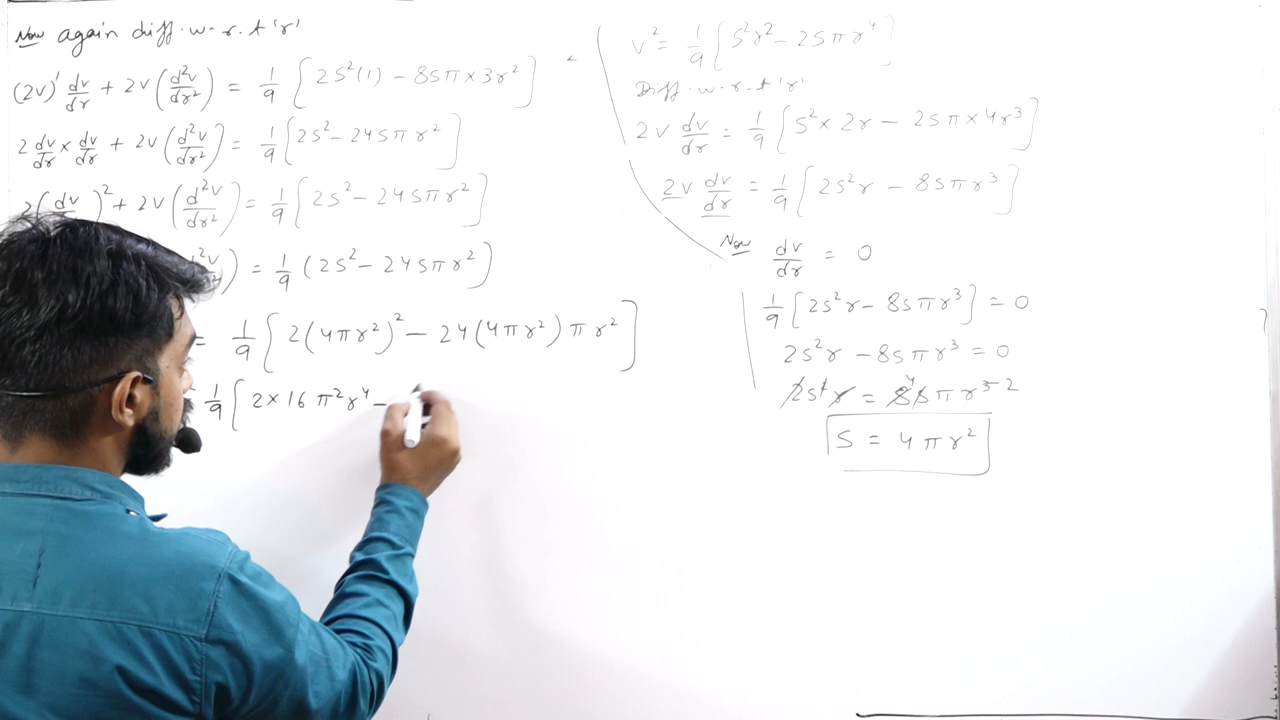 Now again diff. w-r.t 'r'
(2v)' dv/dr + 2v(d²v/dr²) = 1/9 [2S²(1) - 8Sπ×3r²]
2 dv/dr × dv/dr + 2v(d²v/dr²) = 1/9 [2S² - 24Sπr²]
2(dv/dr)² + 2v(d²v/dr²) = 1/9 [2S² - 24Sπr²]
) = 1/9 (2S² - 24Sπr²)
= 1/9 [2(4πr²)² - 24(4πr²)πr²]
= 1/9 [2×16π²r⁴ -
v² = 1/9 [S²r² - 2Sπr⁴]
Diff. w-r.t 'r'
2v dv/dr = 1/9 [S²×2r - 2Sπ×4r³]
2v dv/dr = 1/9 [2S²r - 8Sπr³]
Now dv/dr = 0
1/9 [2S²r - 8Sπr³] = 0
2S²r - 8Sπr³ = 0
2S²r = 8Sπr³
S = 4πr²